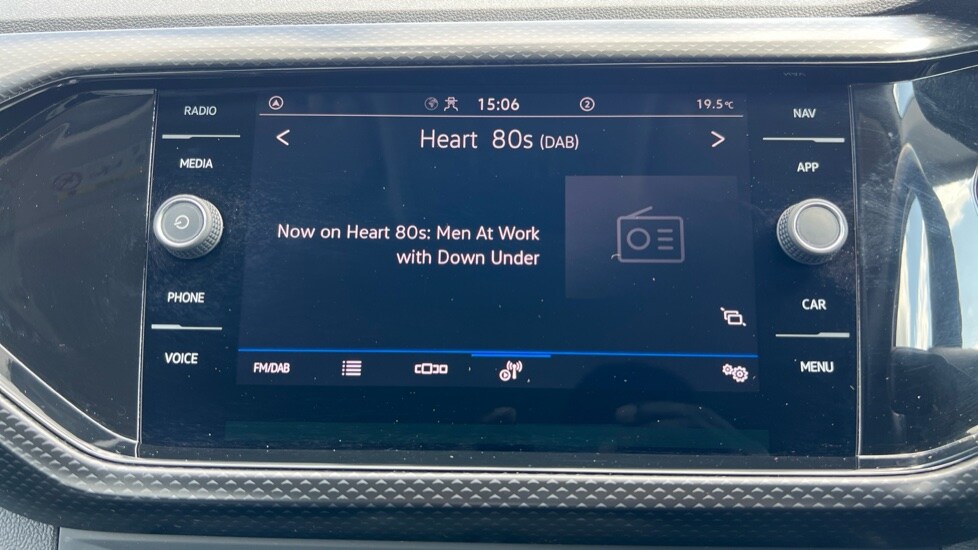 RADIO
MEDIA
PHONE
VOICE
15:06
2
19.5°C
< Heart 80s (DAB) >
Now on Heart 80s: Men At Work
with Down Under
FM/DAB
NAV
APP
CAR
MENU